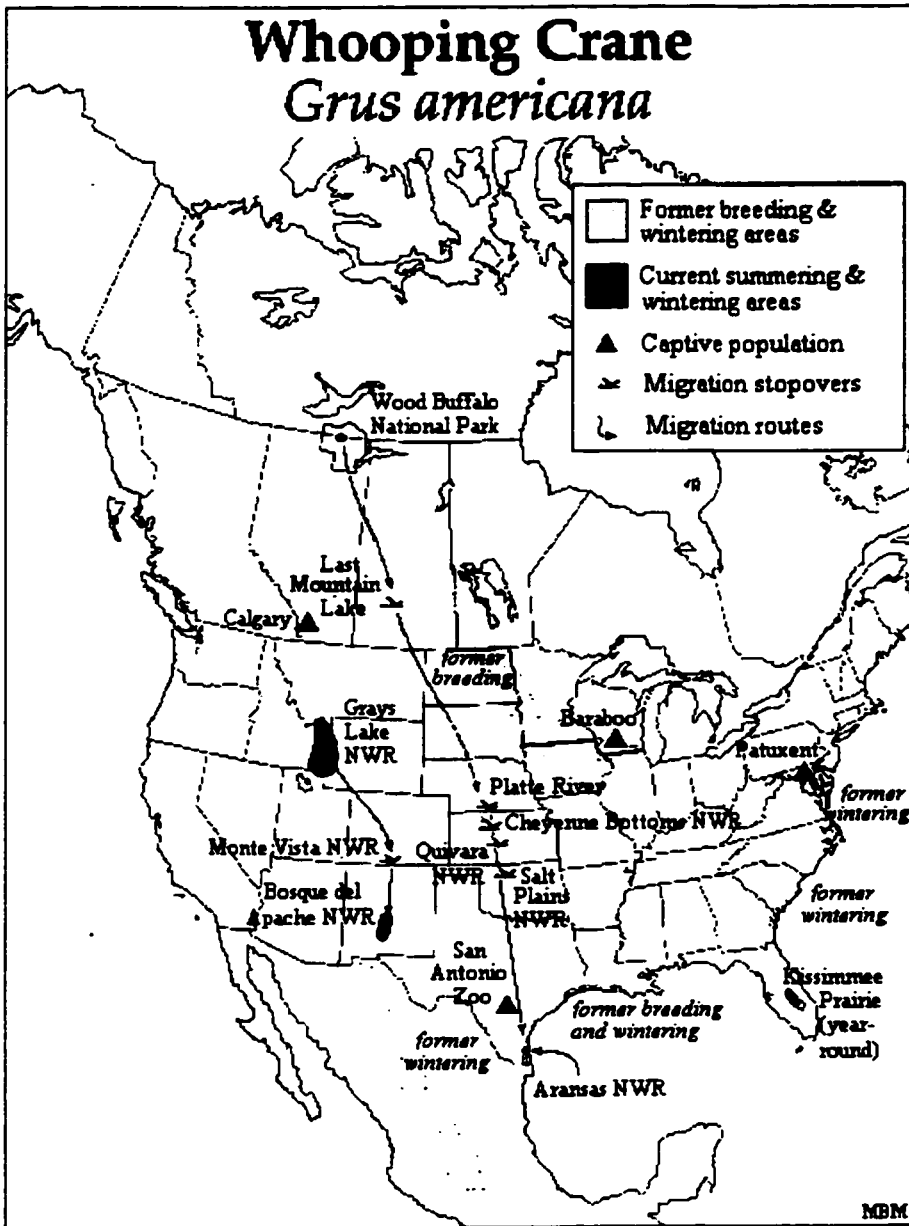 Whooping Crane
Grus americana
Former breeding &
wintering areas
Current summering &
wintering areas
Captive population
Migration stopovers
Migration routes
Wood Buffalo
National Park
Last
Mountain
Lake
Calgary
former
breeding
Grays
Lake
NWR
Baraboo
Patuxent
Platte River
former
wintering
Cheyenne Bottoms NWR
Monte Vista NWR
Quivara
NWR
Salt
Plains
NWR
Bosque del
Apache NWR
former
wintering
San
Antonio
Zoo
Kissimmee
Prairie
(year-
round)
former breeding
and wintering
former
wintering
Aransas NWR
MBM